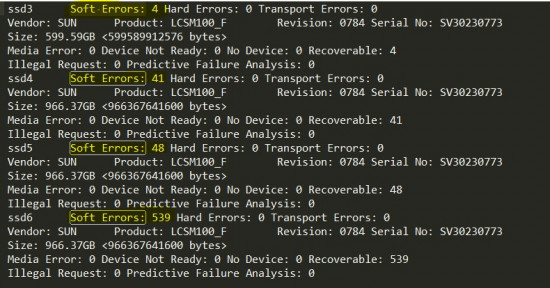 ssd3 Soft Errors: 4 Hard Errors: 0 Transport Errors: 0
Vendor: SUN Product: LCSM100_F Revision: 0784 Serial No: SV30230773
Size: 599.59GB <599589912576 bytes>
Media Error: 0 Device Not Ready: 0 No Device: 0 Recoverable: 4
Illegal Request: 0 Predictive Failure Analysis: 0
ssd4 Soft Errors: 41 Hard Errors: 0 Transport Errors: 0
Vendor: SUN Product: LCSM100_F Revision: 0784 Serial No: SV30230773
Size: 966.37GB <966367641600 bytes>
Media Error: 0 Device Not Ready: 0 No Device: 0 Recoverable: 41
Illegal Request: 0 Predictive Failure Analysis: 0
ssd5 Soft Errors: 48 Hard Errors: 0 Transport Errors: 0
Vendor: SUN Product: LCSM100_F Revision: 0784 Serial No: SV30230773
Size: 966.37GB <966367641600 bytes>
Media Error: 0 Device Not Ready: 0 No Device: 0 Recoverable: 48
Illegal Request: 0 Predictive Failure Analysis: 0
ssd6 Soft Errors: 539 Hard Errors: 0 Transport Errors: 0
Vendor: SUN Product: LCSM100_F Revision: 0784 Serial No: SV30230773
Size: 966.37GB <966367641600 bytes>
Media Error: 0 Device Not Ready: 0 No Device: 0 Recoverable: 539
Illegal Request: 0 Predictive Failure Analysis: 0